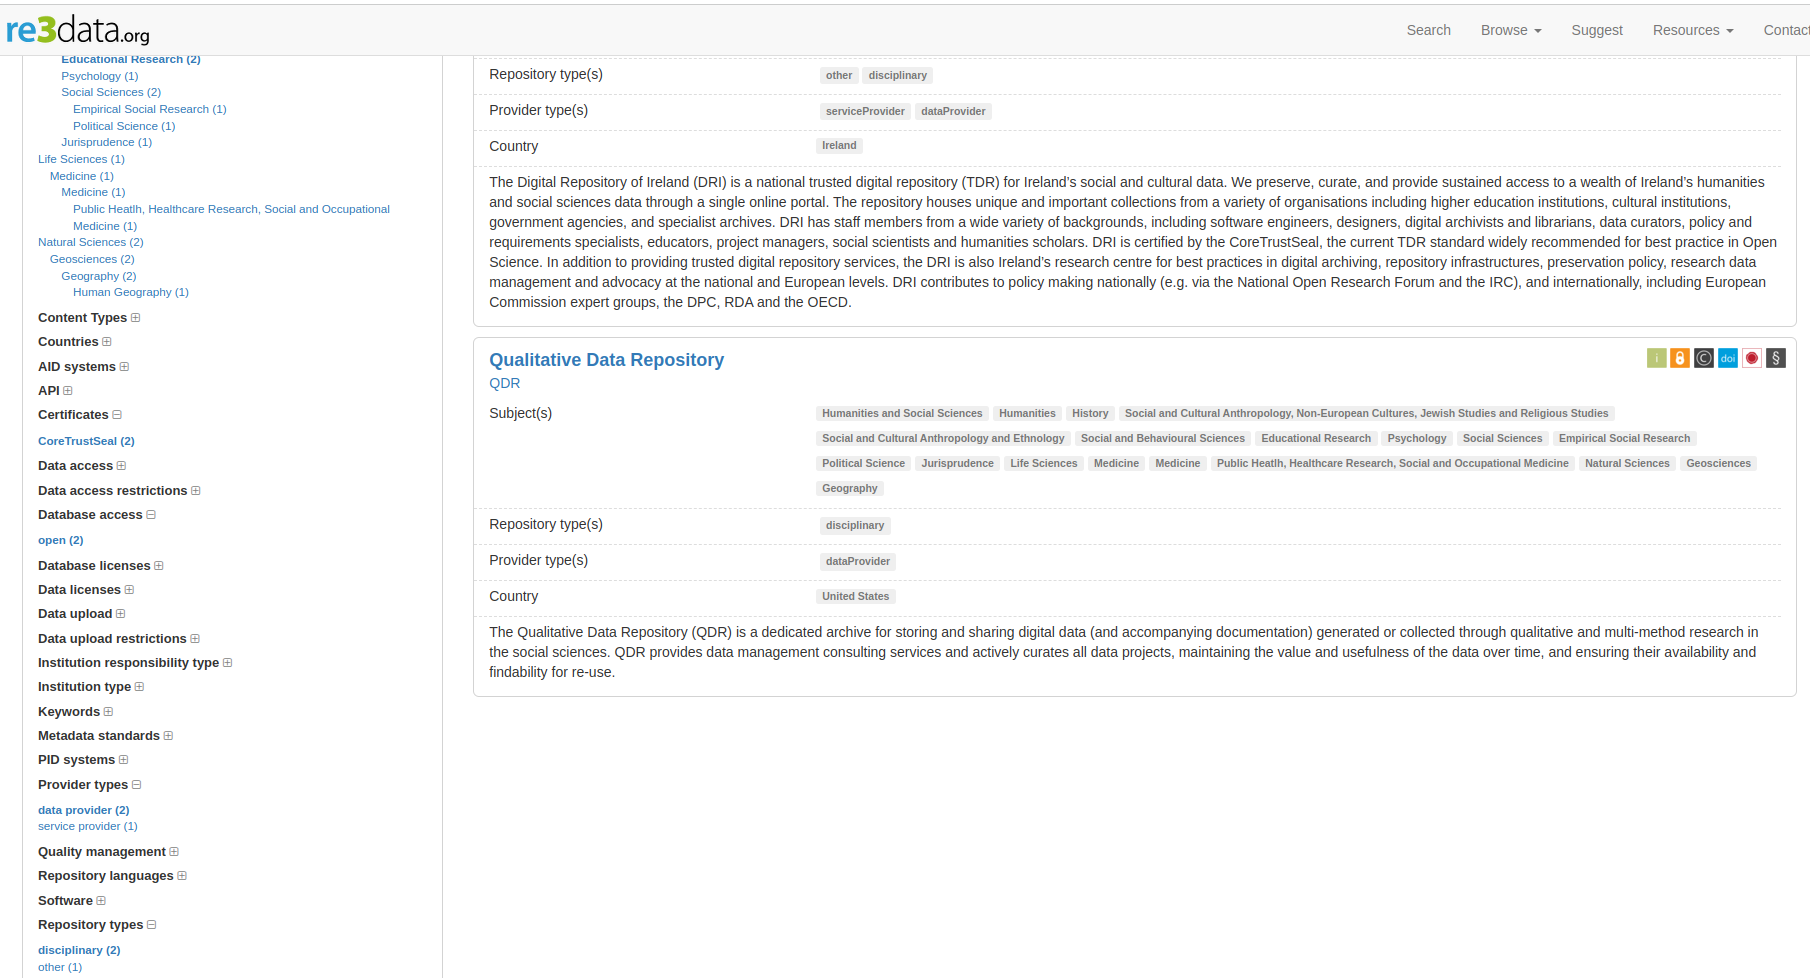 re3data.org
Search Browse Suggest Resources Contact
Educational Research (2)
Psychology (1)
Social Sciences (2)
Empirical Social Research (1)
Political Science (1)
Jurisprudence (1)
Life Sciences (1)
Medicine (1)
Medicine (1)
Public Heatlh, Healthcare Research, Social and Occupational
Medicine (1)
Natural Sciences (2)
Geosciences (2)
Geography (2)
Human Geography (1)
Content Types
Countries
AID systems
API
Certificates
CoreTrustSeal (2)
Data access
Data access restrictions
Database access
open (2)
Database licenses
Data licenses
Data upload
Data upload restrictions
Institution responsibility type
Institution type
Keywords
Metadata standards
PID systems
Provider types
data provider (2)
service provider (1)
Quality management
Repository languages
Software
Repository types
disciplinary (2)
other (1)
Repository type(s) other disciplinary
Provider type(s) serviceProvider dataProvider
Country Ireland
The Digital Repository of Ireland (DRI) is a national trusted digital repository (TDR) for Ireland’s social and cultural data. We preserve, curate, and provide sustained access to a wealth of Ireland’s humanities
and social sciences data through a single online portal. The repository houses unique and important collections from a variety of organisations including higher education institutions, cultural institutions,
government agencies, and specialist archives. DRI has staff members from a wide variety of backgrounds, including software engineers, designers, digital archivists and librarians, data curators, policy and
requirements specialists, educators, project managers, social scientists and humanities scholars. DRI is certified by the CoreTrustSeal, the current TDR standard widely recommended for best practice in Open
Science. In addition to providing trusted digital repository services, the DRI is also Ireland’s research centre for best practices in digital archiving, repository infrastructures, preservation policy, research data
management and advocacy at the national and European levels. DRI contributes to policy making nationally (e.g. via the National Open Research Forum and the IRC), and internationally, including European
Commission expert groups, the DPC, RDA and the OECD.
Qualitative Data Repository i © doi §
QDR
Subject(s) Humanities and Social Sciences Humanities History Social and Cultural Anthropology, Non-European Cultures, Jewish Studies and Religious Studies
Social and Cultural Anthropology and Ethnology Social and Behavioural Sciences Educational Research Psychology Social Sciences Empirical Social Research
Political Science Jurisprudence Life Sciences Medicine Medicine Public Heatlh, Healthcare Research, Social and Occupational Medicine Natural Sciences Geosciences
Geography
Repository type(s) disciplinary
Provider type(s) dataProvider
Country United States
The Qualitative Data Repository (QDR) is a dedicated archive for storing and sharing digital data (and accompanying documentation) generated or collected through qualitative and multi-method research in
the social sciences. QDR provides data management consulting services and actively curates all data projects, maintaining the value and usefulness of the data over time, and ensuring their availability and
findability for re-use.